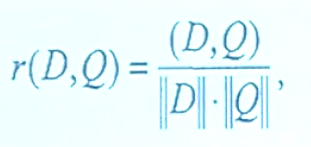 r(D,Q) = (D,Q) / ‖D‖·‖Q‖,